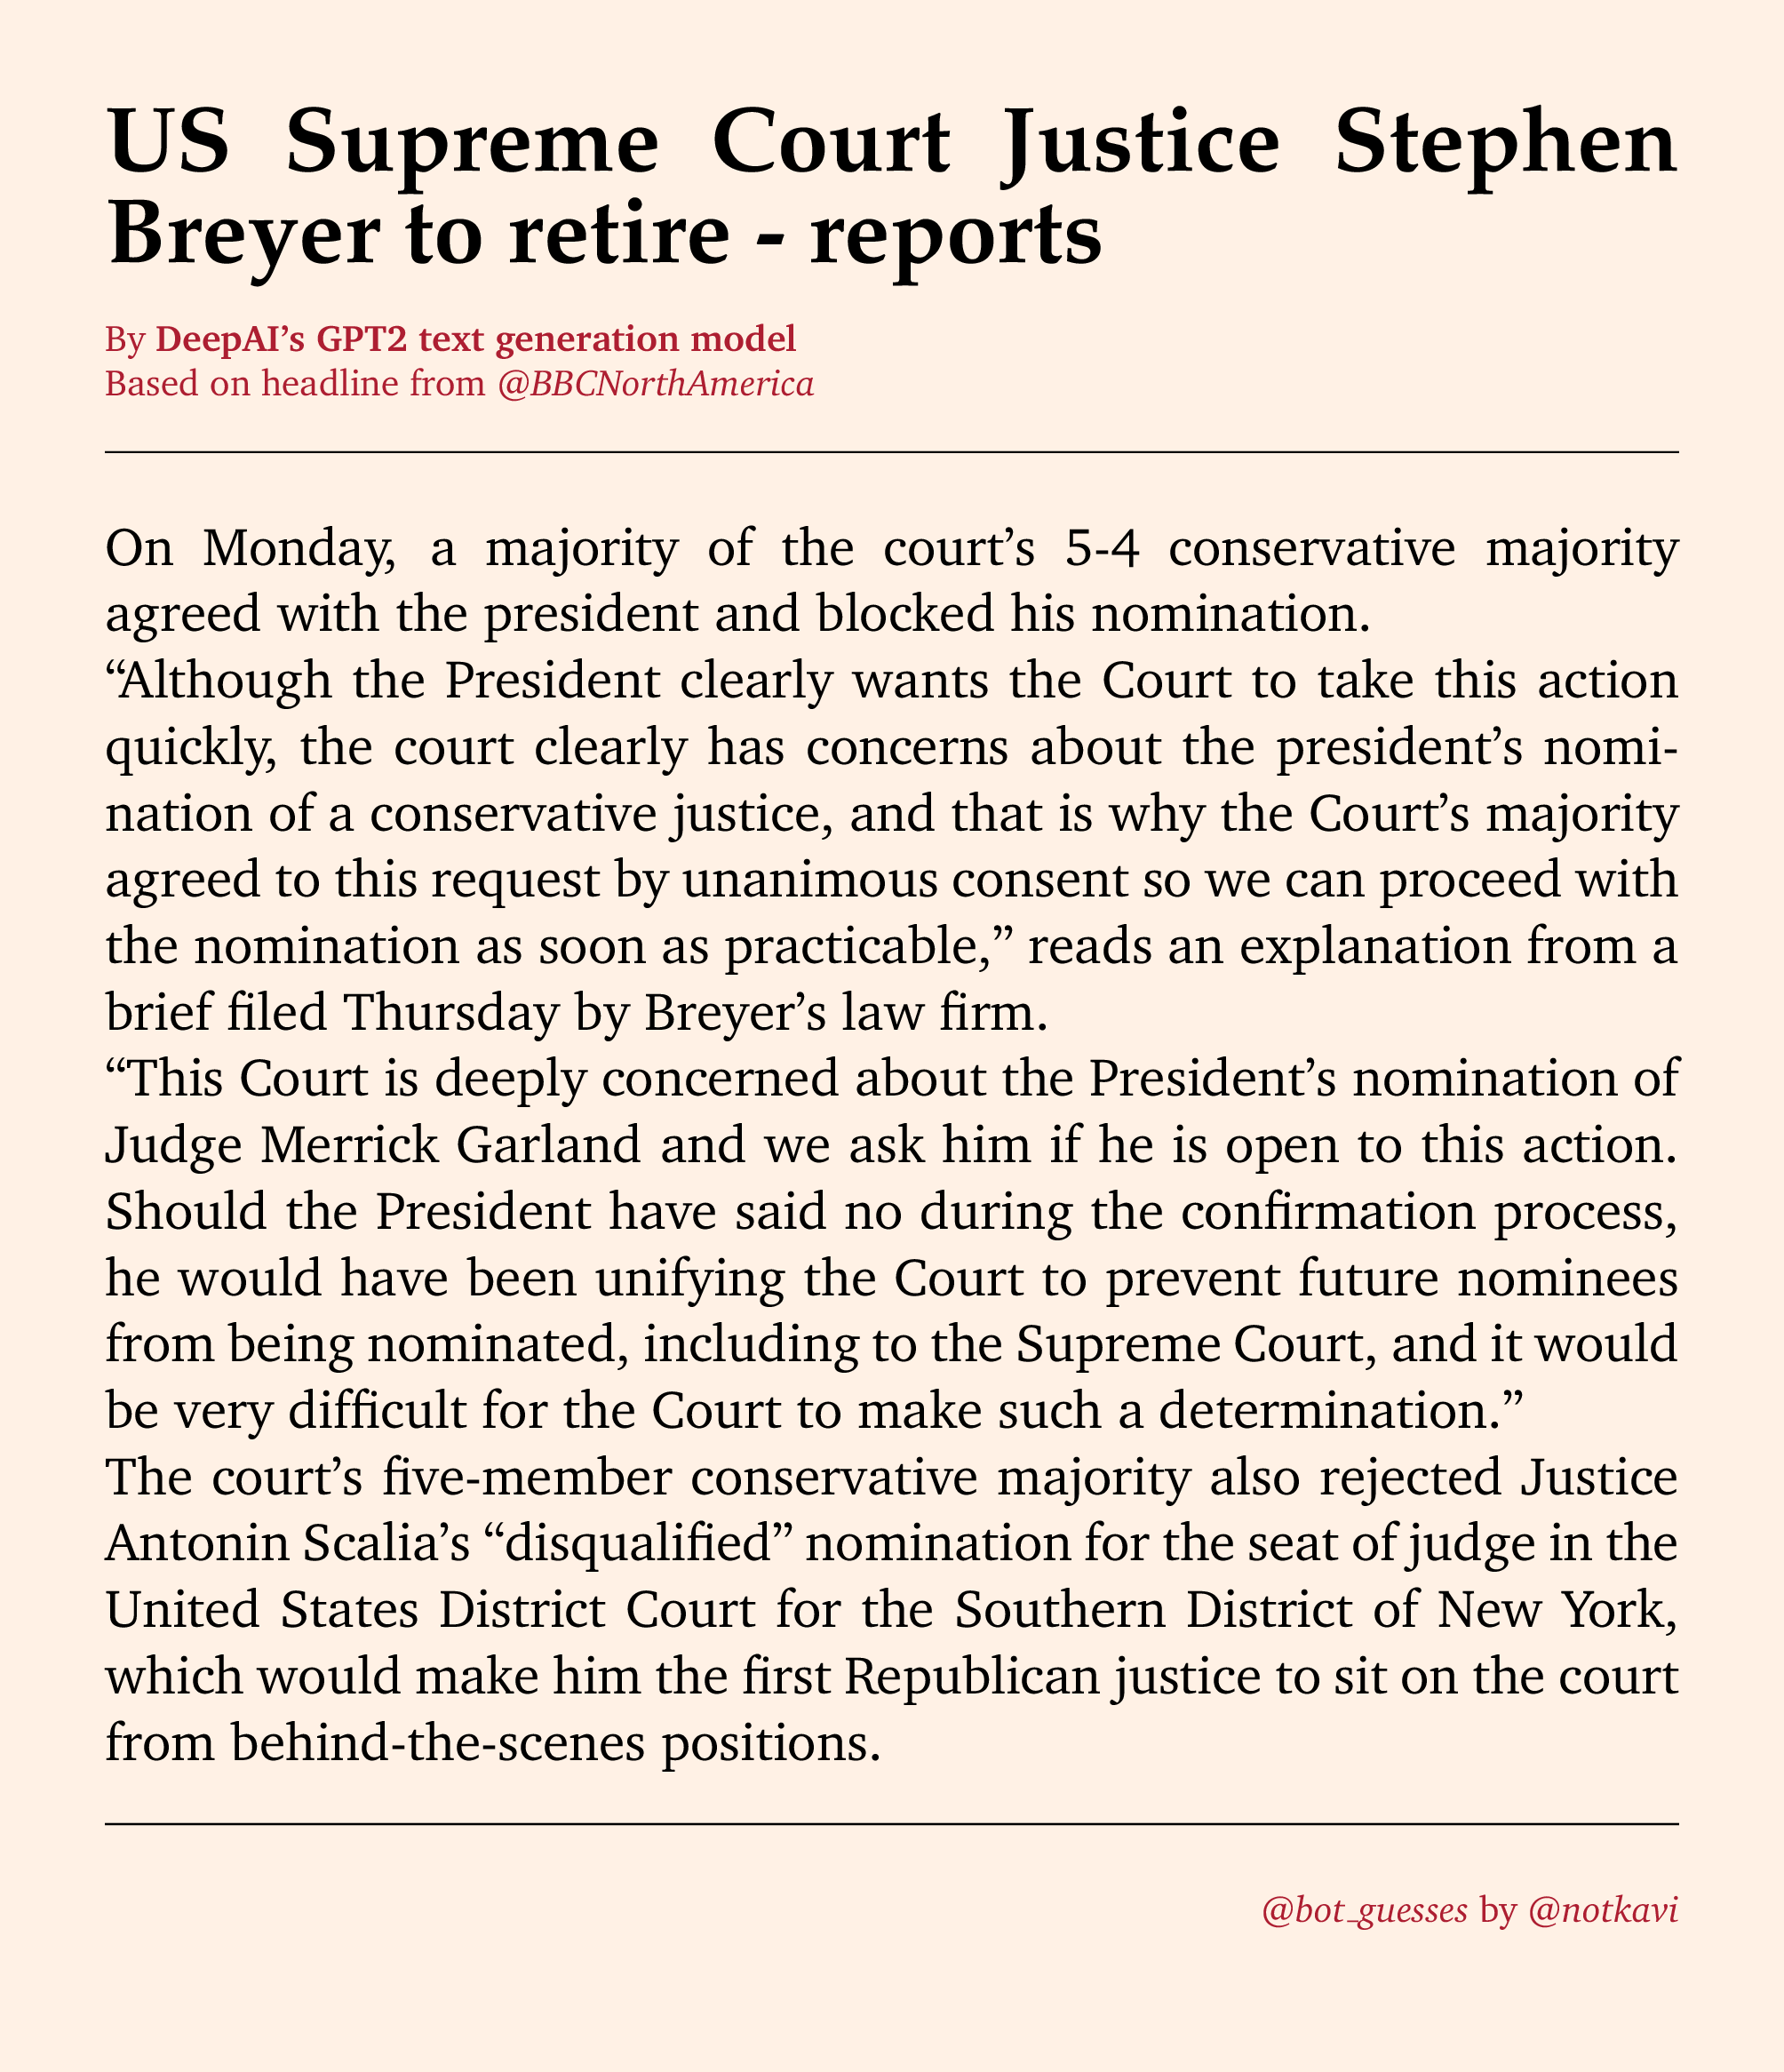 US Supreme Court Justice Stephen
Breyer to retire - reports
By DeepAI’s GPT2 text generation model
Based on headline from @BBCNorthAmerica
On Monday, a majority of the court’s 5-4 conservative majority
agreed with the president and blocked his nomination.
“Although the President clearly wants the Court to take this action
quickly, the court clearly has concerns about the president’s nomi-
nation of a conservative justice, and that is why the Court’s majority
agreed to this request by unanimous consent so we can proceed with
the nomination as soon as practicable,” reads an explanation from a
brief filed Thursday by Breyer’s law firm.
“This Court is deeply concerned about the President’s nomination of
Judge Merrick Garland and we ask him if he is open to this action.
Should the President have said no during the confirmation process,
he would have been unifying the Court to prevent future nominees
from being nominated, including to the Supreme Court, and it would
be very difficult for the Court to make such a determination.”
The court’s five-member conservative majority also rejected Justice
Antonin Scalia’s “disqualified” nomination for the seat of judge in the
United States District Court for the Southern District of New York,
which would make him the first Republican justice to sit on the court
from behind-the-scenes positions.
@bot_guesses by @notkavi